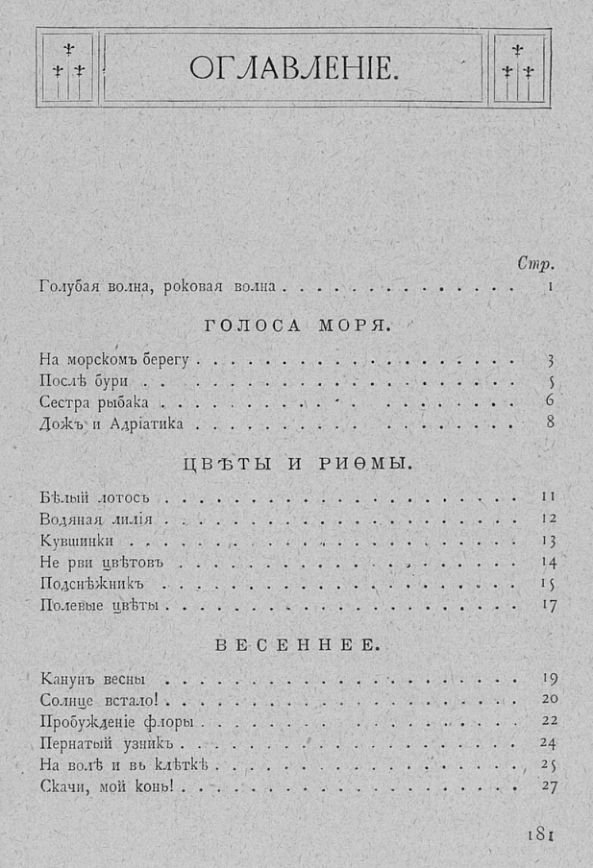 ОГЛАВЛЕНІЕ.
Стр.
Голубая волна, роковая волна . . . . . . . . . . . . . . 1
ГОЛОСА МОРЯ.
На морскомъ берегу . . . . . . . . . . . . . . . . . . . 3
Послѣ бури . . . . . . . . . . . . . . . . . . . . . . 5
Сестра рыбака . . . . . . . . . . . . . . . . . . . . . 6
Дожъ и Адріатика . . . . . . . . . . . . . . . . . . . 8
ЦВѢТЫ И РИѲМЫ.
Бѣлый лотосъ . . . . . . . . . . . . . . . . . . . . . 11
Водяная лилія . . . . . . . . . . . . . . . . . . . . . 12
Кувшинки . . . . . . . . . . . . . . . . . . . . . . . 13
Не рви цвѣтовъ . . . . . . . . . . . . . . . . . . . . 14
Подснѣжникъ . . . . . . . . . . . . . . . . . . . . . 15
Полевые цвѣты . . . . . . . . . . . . . . . . . . . . . 17
ВЕСЕННЕЕ.
Канунъ весны . . . . . . . . . . . . . . . . . . . . . 19
Солнце встало! . . . . . . . . . . . . . . . . . . . . . 20
Пробужденіе флоры . . . . . . . . . . . . . . . . . . . 22
Пернатый узникъ . . . . . . . . . . . . . . . . . . . . 24
На волѣ и въ клѣткѣ . . . . . . . . . . . . . . . . . . 25
Скачи, мой конь! . . . . . . . . . . . . . . . . . . . . 27
181